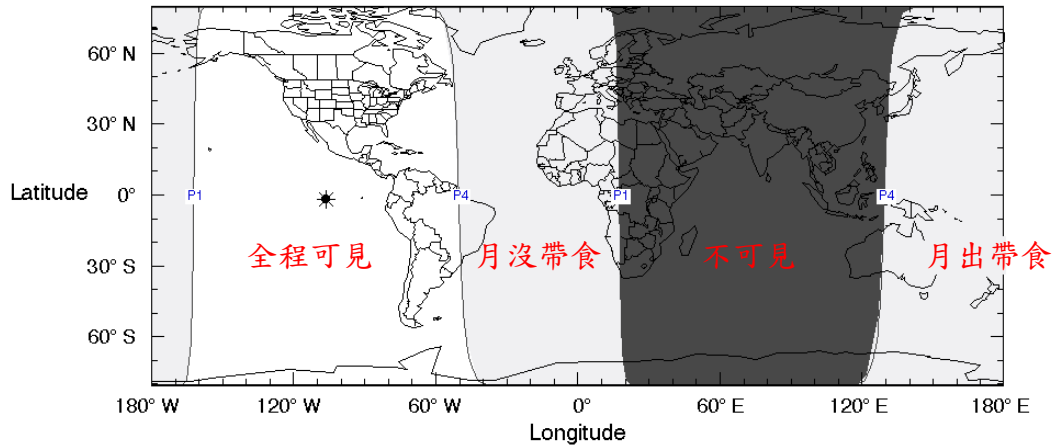 60° N
30° N
Latitude
0°
P1
P4
P1
P4
全程可見
月沒帶食
不可見
月出帶食
30° S
60° S
180° W
120° W
60° W
0°
60° E
120° E
180° E
Longitude